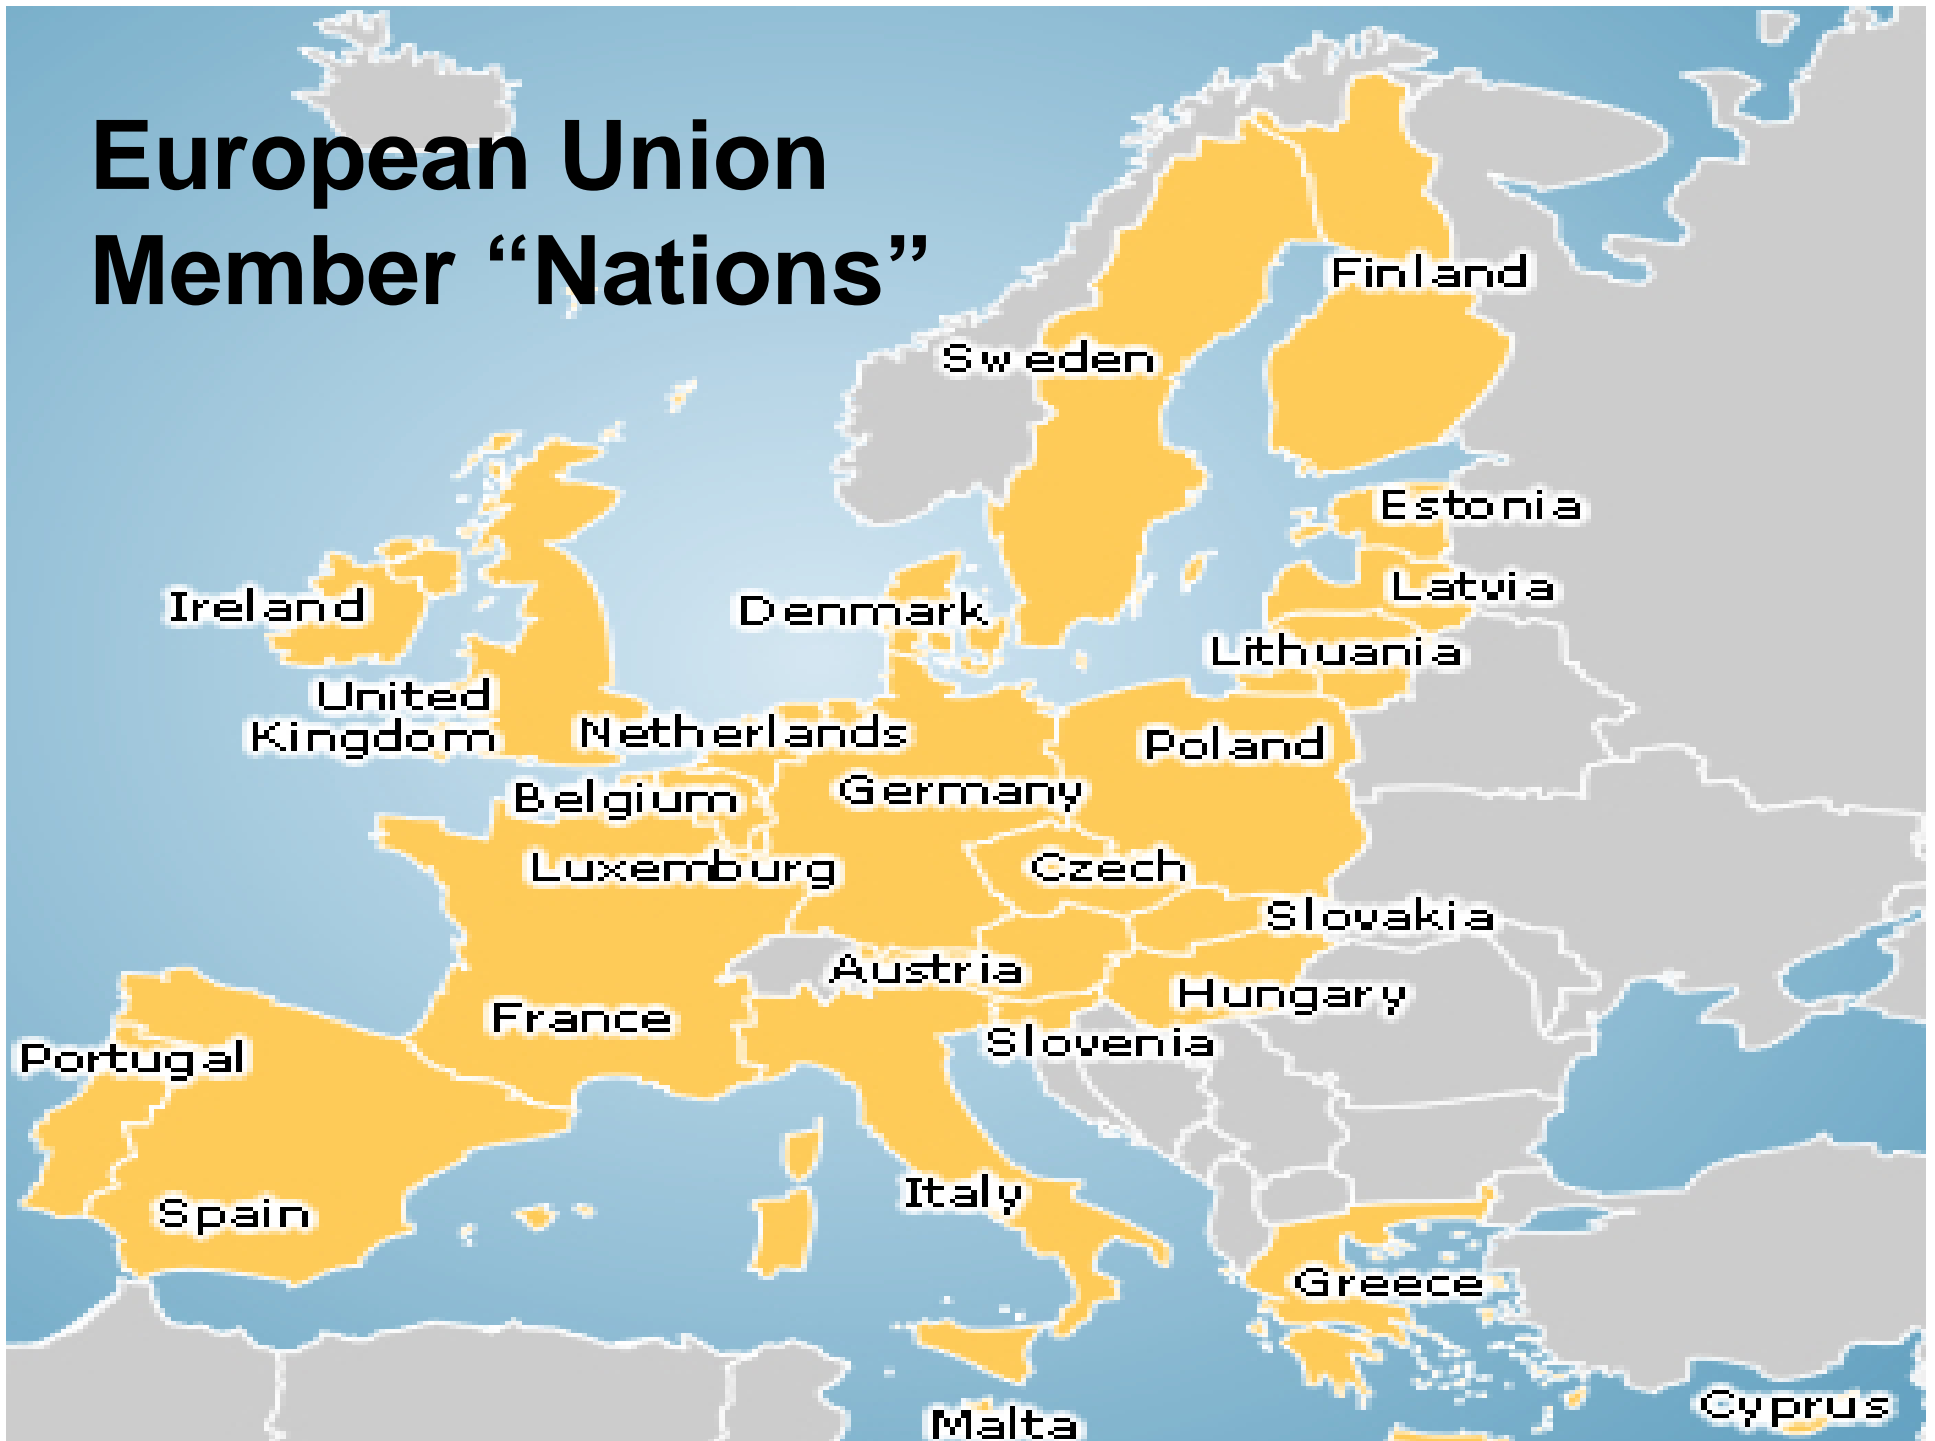 European Union
Member “Nations”
Finland
Sweden
Estonia
Latvia
Ireland
Denmark
Lithuania
United
Kingdom
Netherlands
Poland
Belgium
Germany
Luxemburg
Czech
Slovakia
Austria
Hungary
France
Slovenia
Portugal
Italy
Spain
Greece
Cyprus
Malta